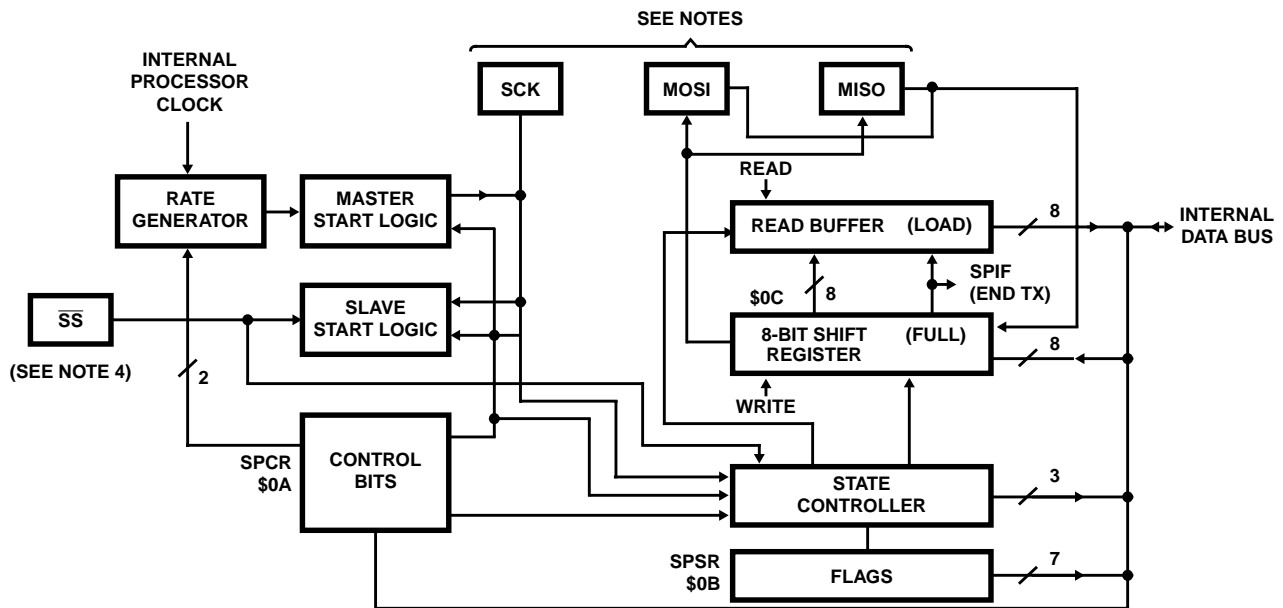 SEE NOTES
INTERNAL
PROCESSOR
CLOCK
SCK
MOSI
MISO
READ
RATE
GENERATOR
MASTER
START LOGIC
READ BUFFER (LOAD)
8
INTERNAL
DATA BUS
SPIF
(END TX)
$0C
8
SS
(SEE NOTE 4)
SLAVE
START LOGIC
8-BIT SHIFT
REGISTER
(FULL)
8
2
WRITE
SPCR
$0A
CONTROL
BITS
STATE
CONTROLLER
3
SPSR
$0B
FLAGS
7